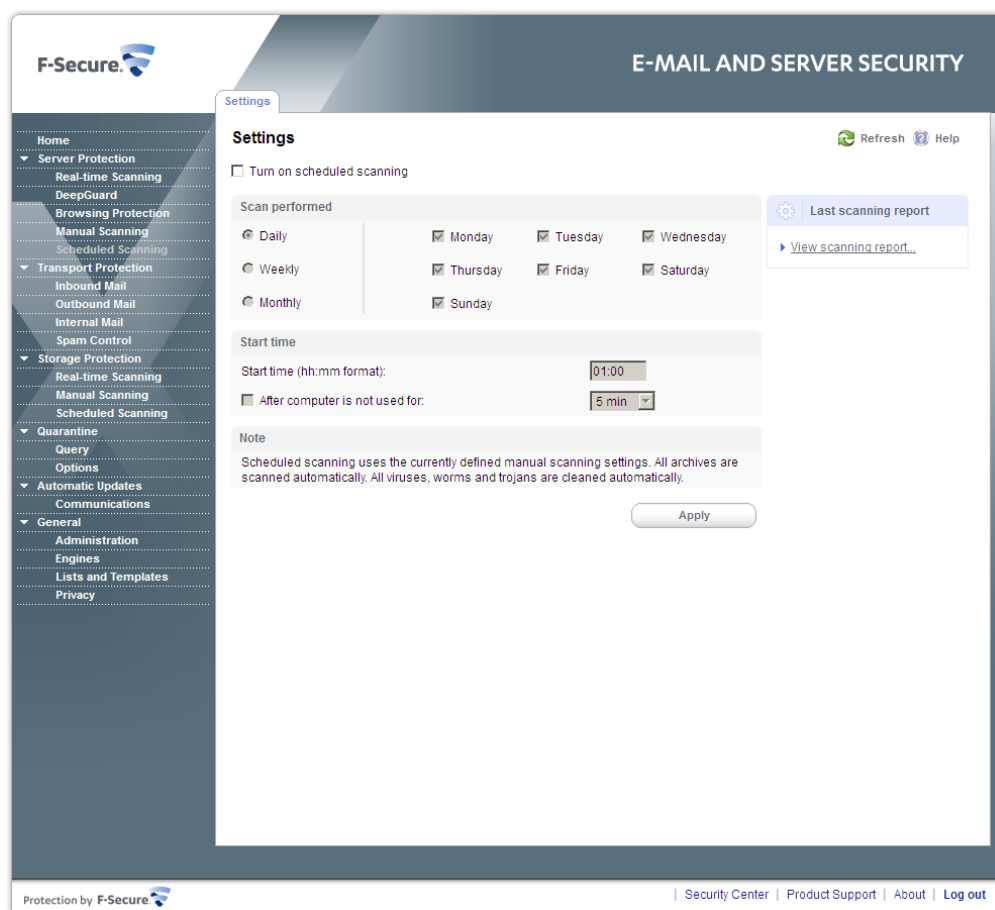 F-Secure.
E-MAIL AND SERVER SECURITY
Settings
Home
Server Protection
Real-time Scanning
DeepGuard
Browsing Protection
Manual Scanning
Scheduled Scanning
Transport Protection
Inbound Mail
Outbound Mail
Internal Mail
Spam Control
Storage Protection
Real-time Scanning
Manual Scanning
Scheduled Scanning
Quarantine
Query
Options
Automatic Updates
Communications
General
Administration
Engines
Lists and Templates
Privacy
Settings
Refresh Help
Turn on scheduled scanning
Scan performed
Daily Monday Tuesday Wednesday
Weekly Thursday Friday Saturday
Monthly Sunday
Start time
Start time (hh:mm format): 01:00
After computer is not used for: 5 min
Note
Scheduled scanning uses the currently defined manual scanning settings. All archives are
scanned automatically. All viruses, worms and trojans are cleaned automatically.
Apply
Last scanning report
View scanning report...
Protection by F-Secure.
| Security Center | Product Support | About | Log out